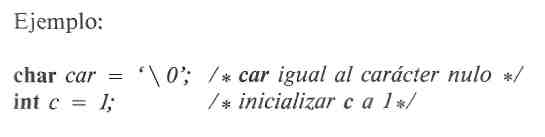 Ejemplo:
char car = ‘\0’; /* car igual al carácter nulo */
int c = 1; /* inicializar c a 1*/